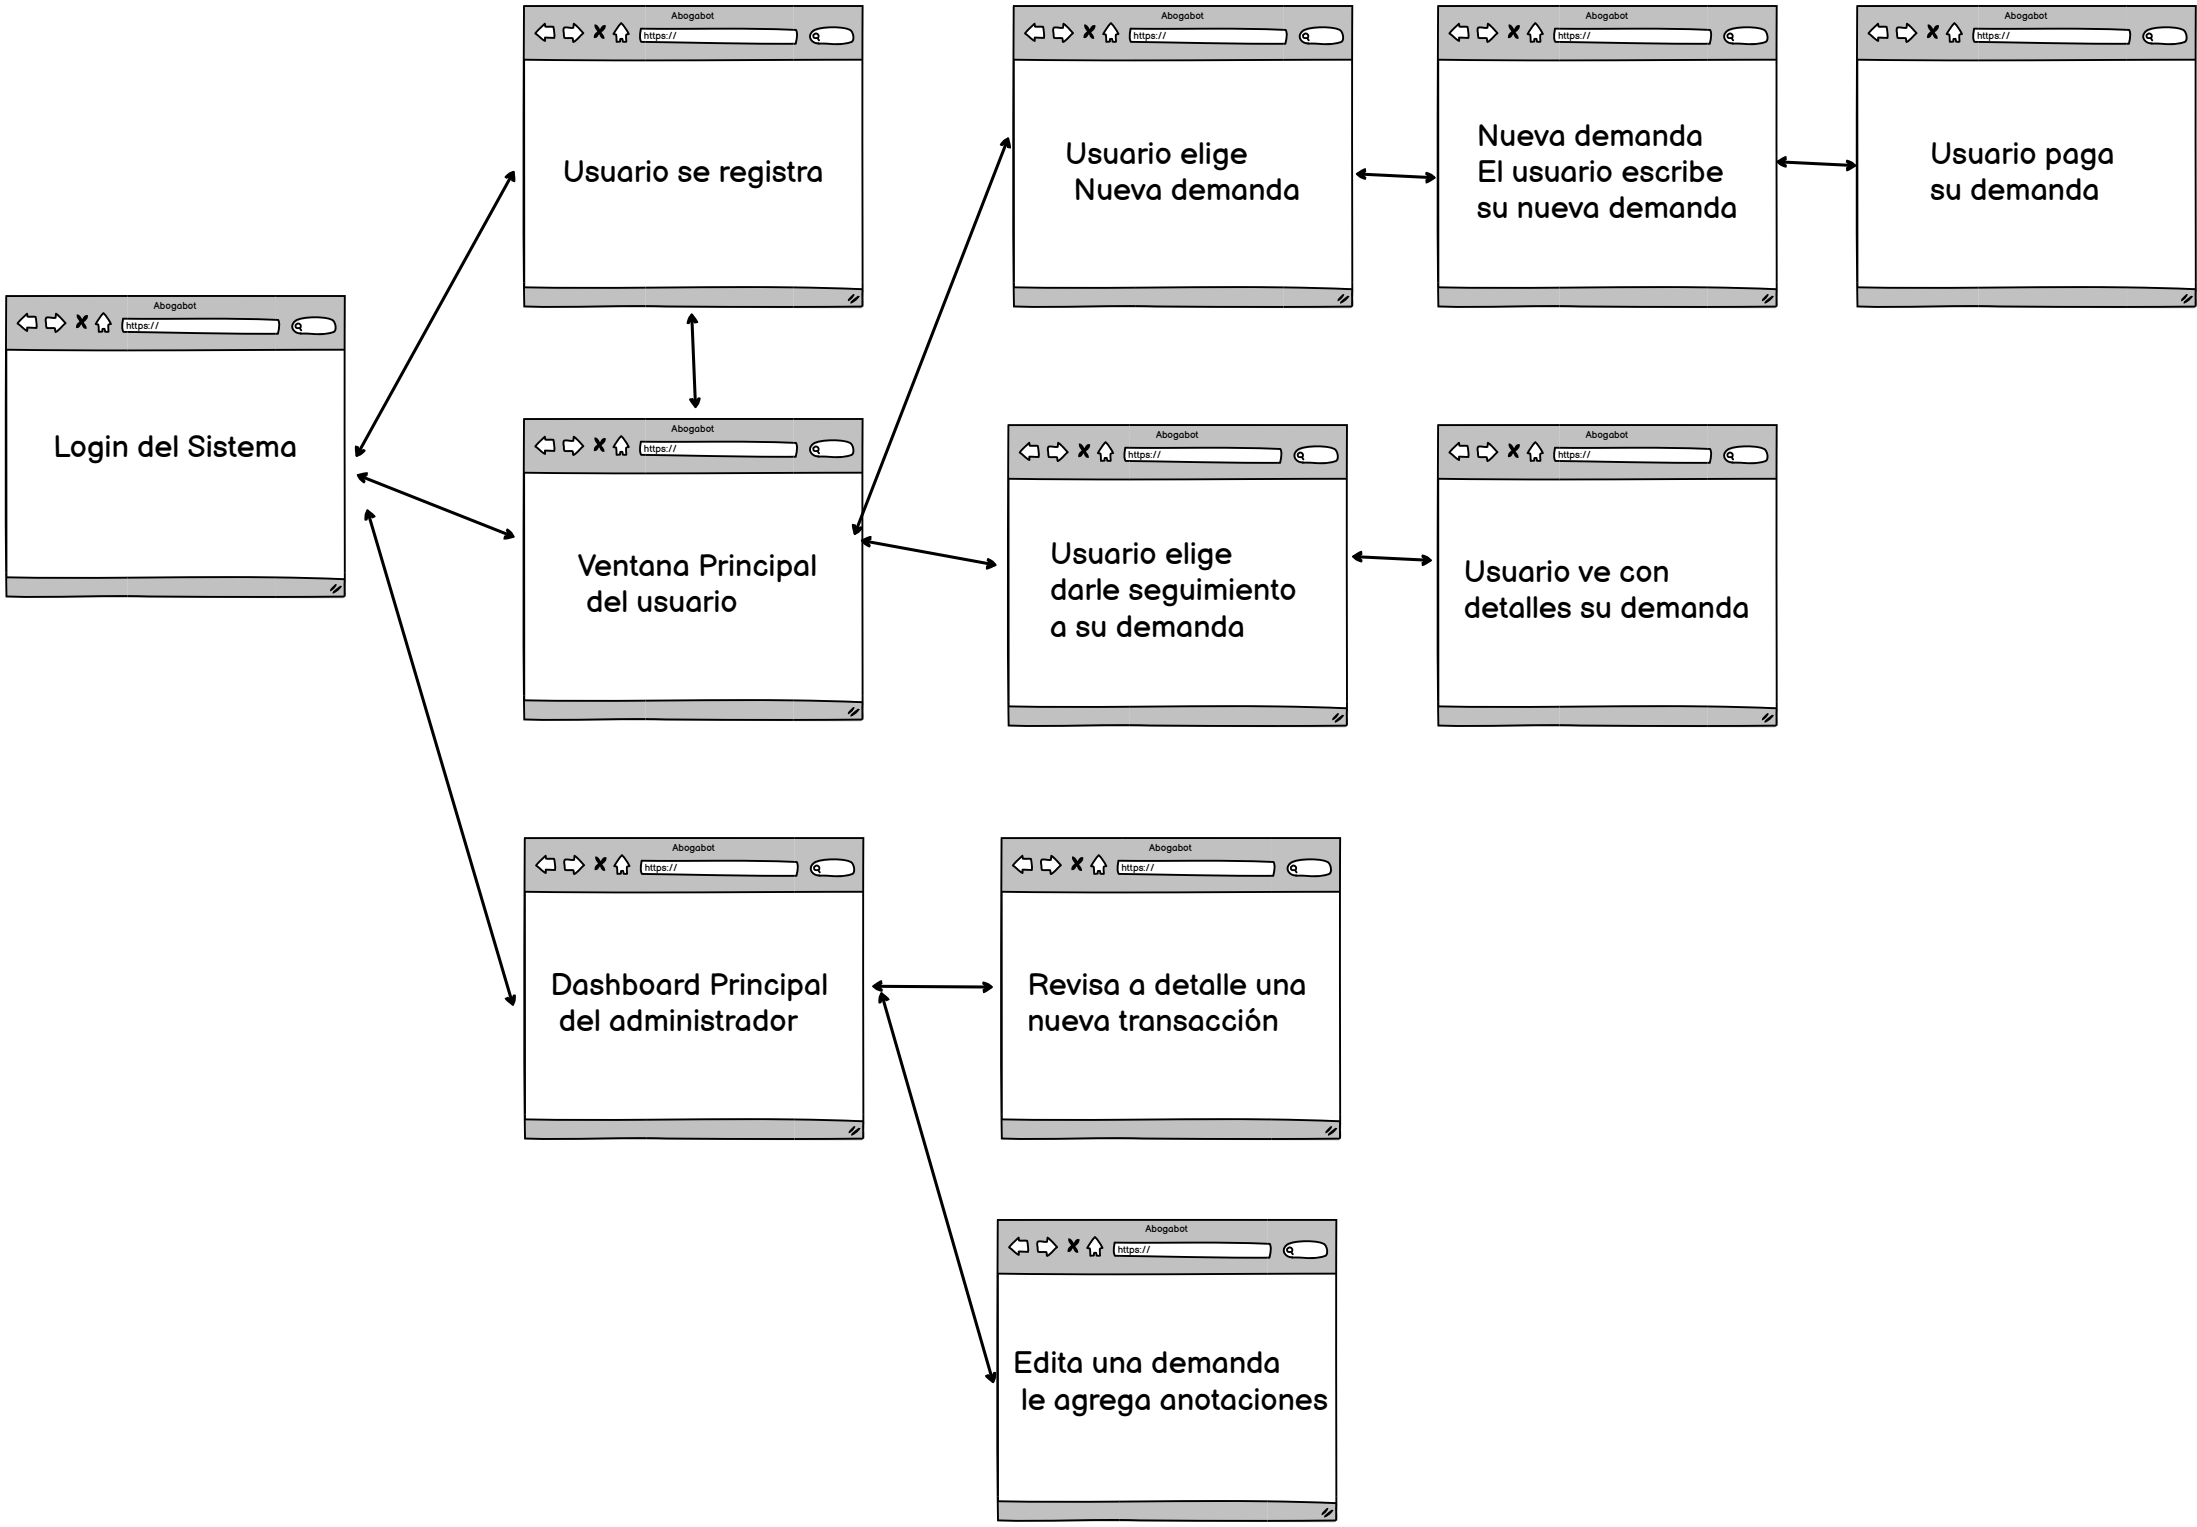 Abogabot
https://
Usuario se registra
Abogabot
https://
Usuario elige
Nueva demanda
Abogabot
https://
Nueva demanda
El usuario escribe
su nueva demanda
Abogabot
https://
Usuario paga
su demanda
Abogabot
https://
Login del Sistema
Abogabot
https://
Ventana Principal
del usuario
Abogabot
https://
Usuario elige
darle seguimiento
a su demanda
Abogabot
https://
Usuario ve con
detalles su demanda
Abogabot
https://
Dashboard Principal
del administrador
Abogabot
https://
Revisa a detalle una
nueva transacción
Abogabot
https://
Edita una demanda
le agrega anotaciones